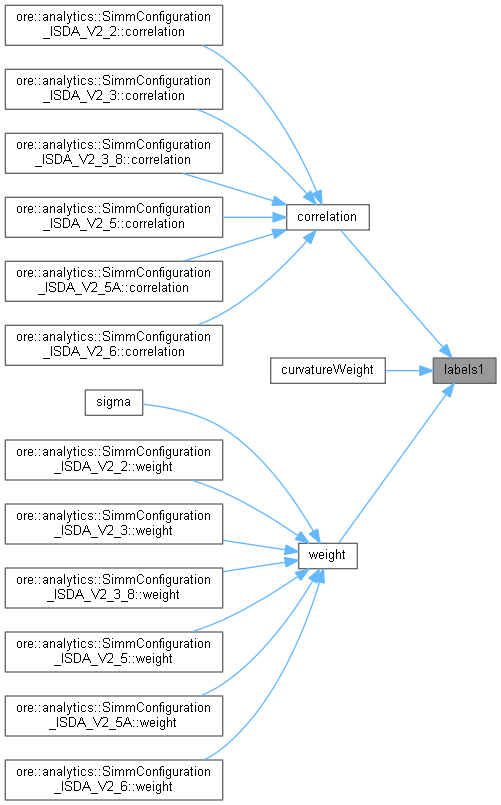 ore::analytics::SimmConfiguration
_ISDA_V2_2::correlation
ore::analytics::SimmConfiguration
_ISDA_V2_3::correlation
ore::analytics::SimmConfiguration
_ISDA_V2_3_8::correlation
ore::analytics::SimmConfiguration
_ISDA_V2_5::correlation
correlation
ore::analytics::SimmConfiguration
_ISDA_V2_5A::correlation
ore::analytics::SimmConfiguration
_ISDA_V2_6::correlation
curvatureWeight
labels1
sigma
ore::analytics::SimmConfiguration
_ISDA_V2_2::weight
ore::analytics::SimmConfiguration
_ISDA_V2_3::weight
weight
ore::analytics::SimmConfiguration
_ISDA_V2_3_8::weight
ore::analytics::SimmConfiguration
_ISDA_V2_5::weight
ore::analytics::SimmConfiguration
_ISDA_V2_5A::weight
ore::analytics::SimmConfiguration
_ISDA_V2_6::weight